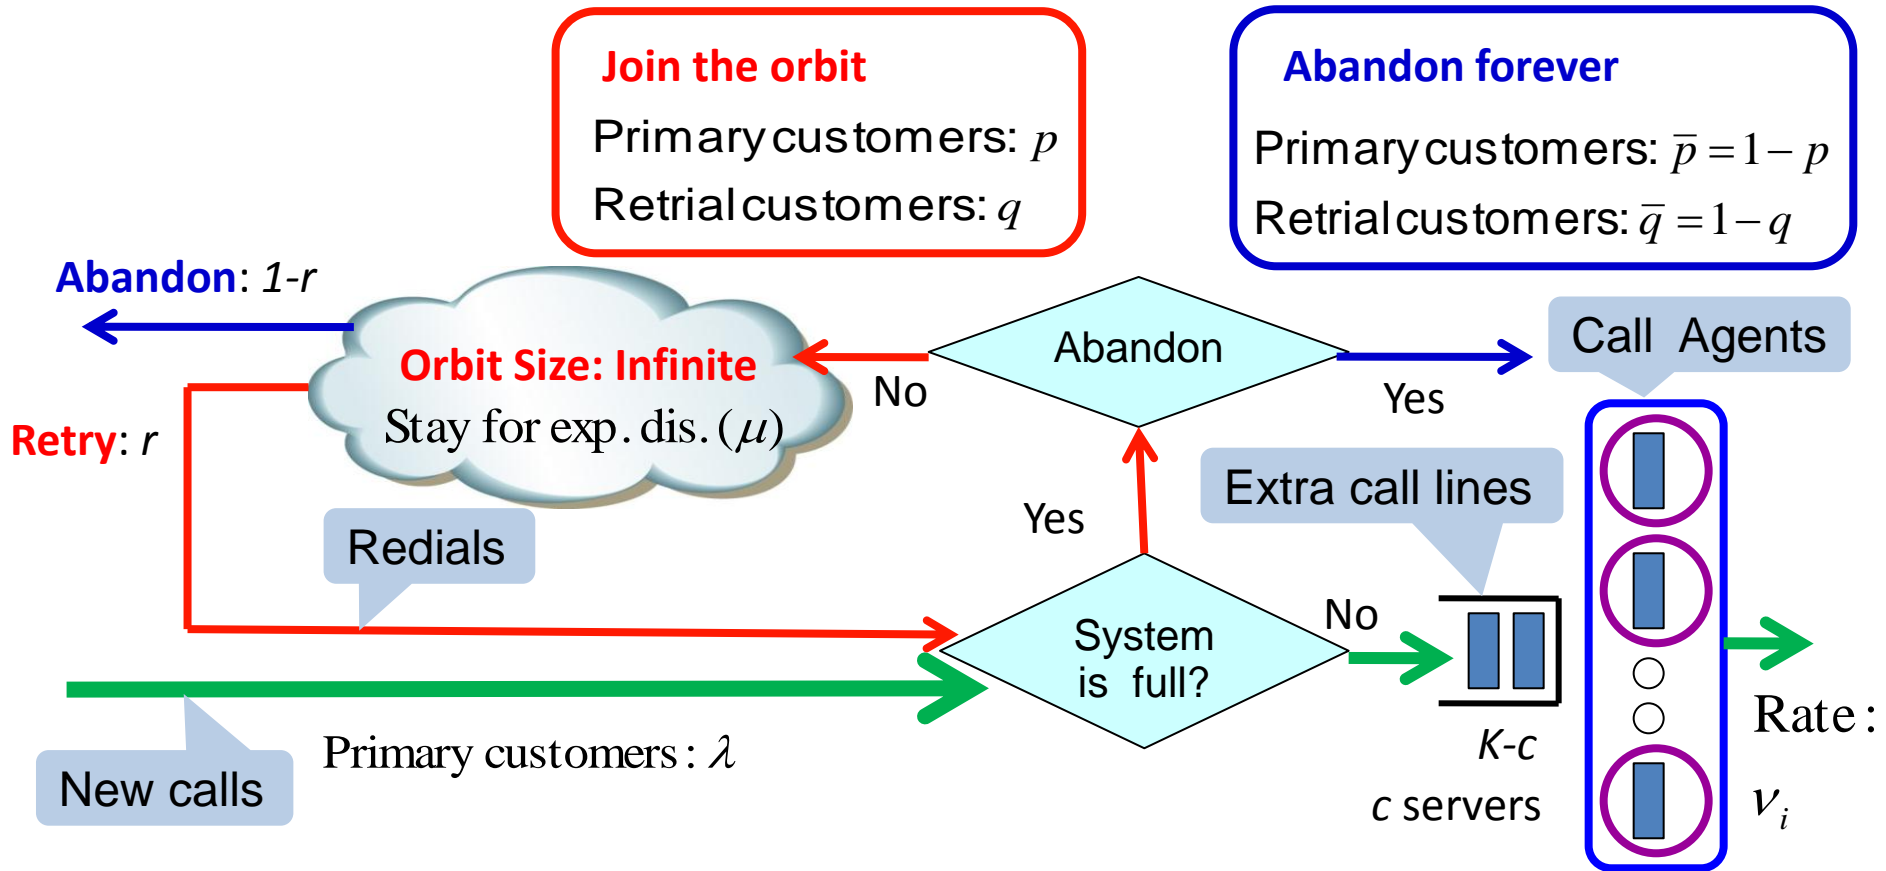 Join the orbit
Primary customers: p
Retrial customers: q
Abandon forever
Primary customers: p̅ = 1 − p
Retrial customers: q̅ = 1 − q
Abandon: 1-r
Orbit Size: Infinite
Stay for exp. dis. (μ)
Retry: r
Redials
No
Abandon
Yes
Call Agents
Extra call lines
Yes
System
is full?
No
New calls
Primary customers : λ
K-c
c servers
Rate :
ν_i